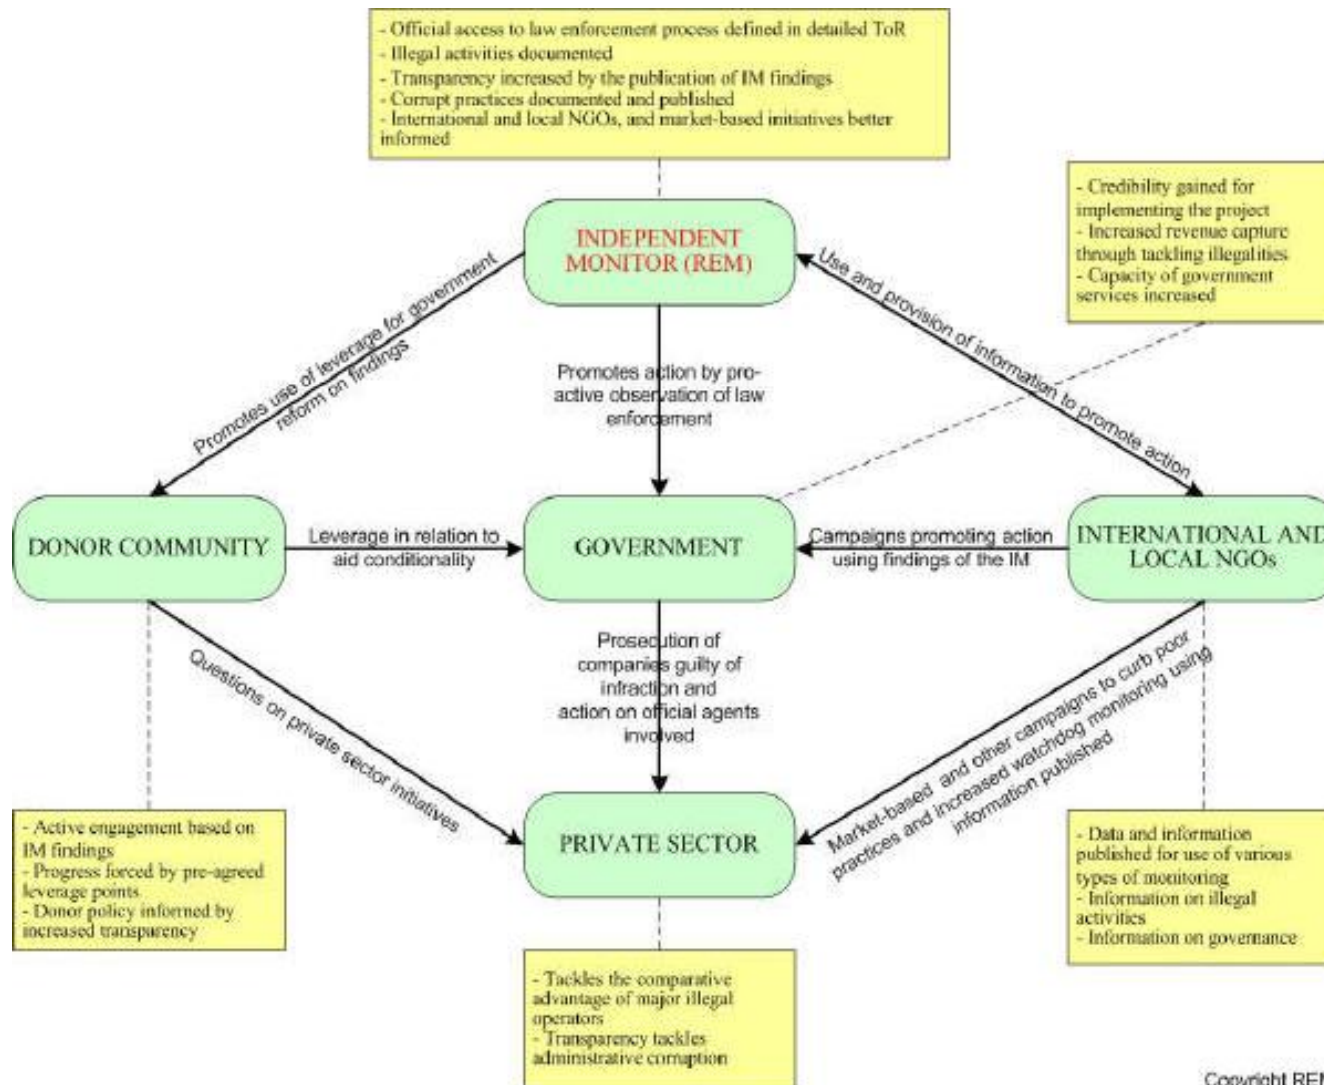 - Official access to law enforcement process defined in detailed ToR
- Illegal activities documented
- Transparency increased by the publication of IM findings
- Corrupt practices documented and published
- International and local NGOs, and market-based initiatives better
informed
- Credibility gained for
implementing the project
- Increased revenue capture
through tackling illegalities
- Capacity of government
services increased
INDEPENDENT
MONITOR (REM)
Promotes use of leverage for government
reform on findings
Promotes action by pro-
active observation of law
enforcement
Use and provision of information to promote action
DONOR COMMUNITY
Leverage in relation to
aid conditionality
GOVERNMENT
Campaigns promoting action
using findings of the IM
INTERNATIONAL AND
LOCAL NGOs
Questions on private sector initiatives
Prosecution of
companies guilty of
infraction and
action on official agents
involved
Market-based and other campaigns to curb poor
practices and increased watchdog monitoring using
information published
PRIVATE SECTOR
- Active engagement based on
IM findings
- Progress forced by pre-agreed
leverage points
- Donor policy informed by
increased transparency
- Data and information
published for use of various
types of monitoring
- Information on illegal
activities
- Information on governance
- Tackles the comparative
advantage of major illegal
operators
- Transparency tackles
administrative corruption
Copyright REM